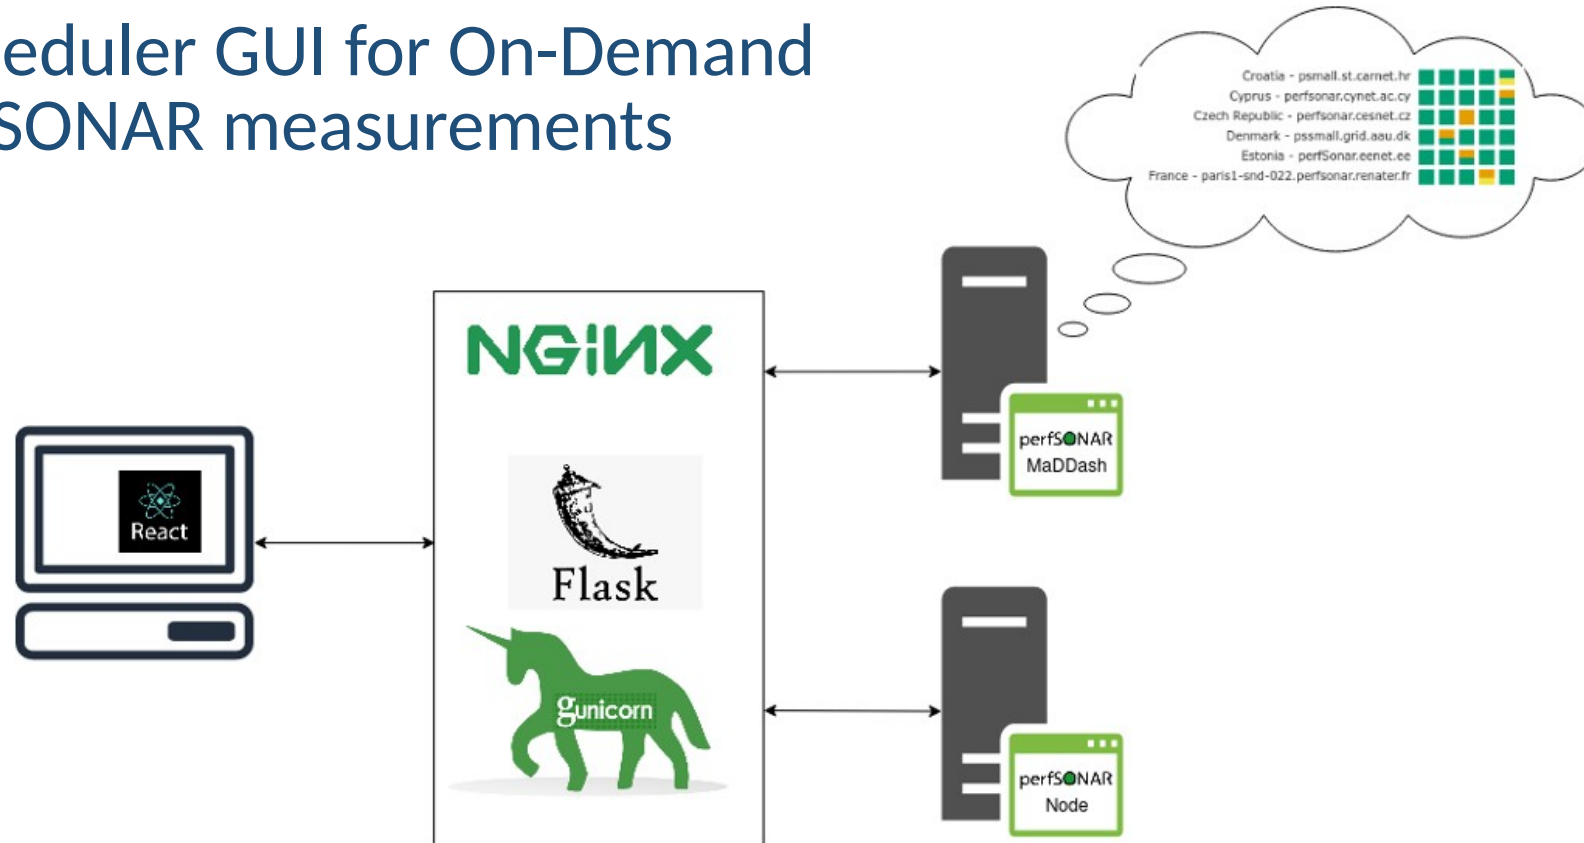 eduler GUI for On-Demand
SONAR measurements
Croatia - psmall.st.carnet.hr
Cyprus - perfsonar.cynet.ac.cy
Czech Republic - perfsonar.cesnet.cz
Denmark - pssmall.grid.aau.dk
Estonia - perfSonar.eenet.ee
France - paris1-snd-022.perfsonar.renater.fr
NGiNX
perfSONAR
MaDDash
React
Flask
gunicorn
perfSONAR
Node